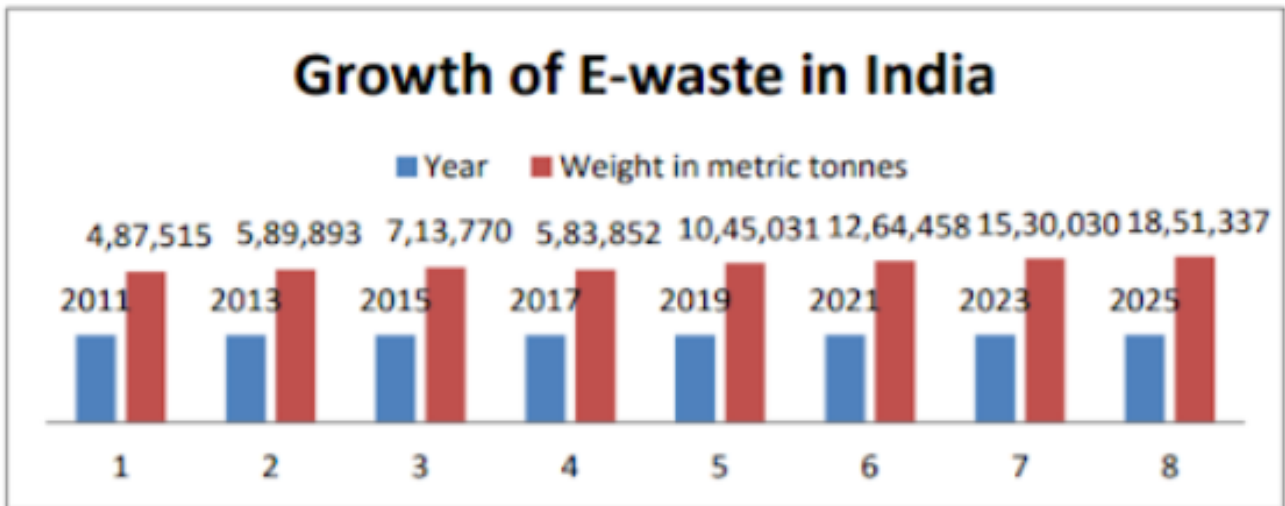 Growth of E-waste in India
Year Weight in metric tonnes
4,87,515 5,89,893 7,13,770 5,83,852 10,45,031 12,64,458 15,30,030 18,51,337
2011 2013 2015 2017 2019 2021 2023 2025
1 2 3 4 5 6 7 8